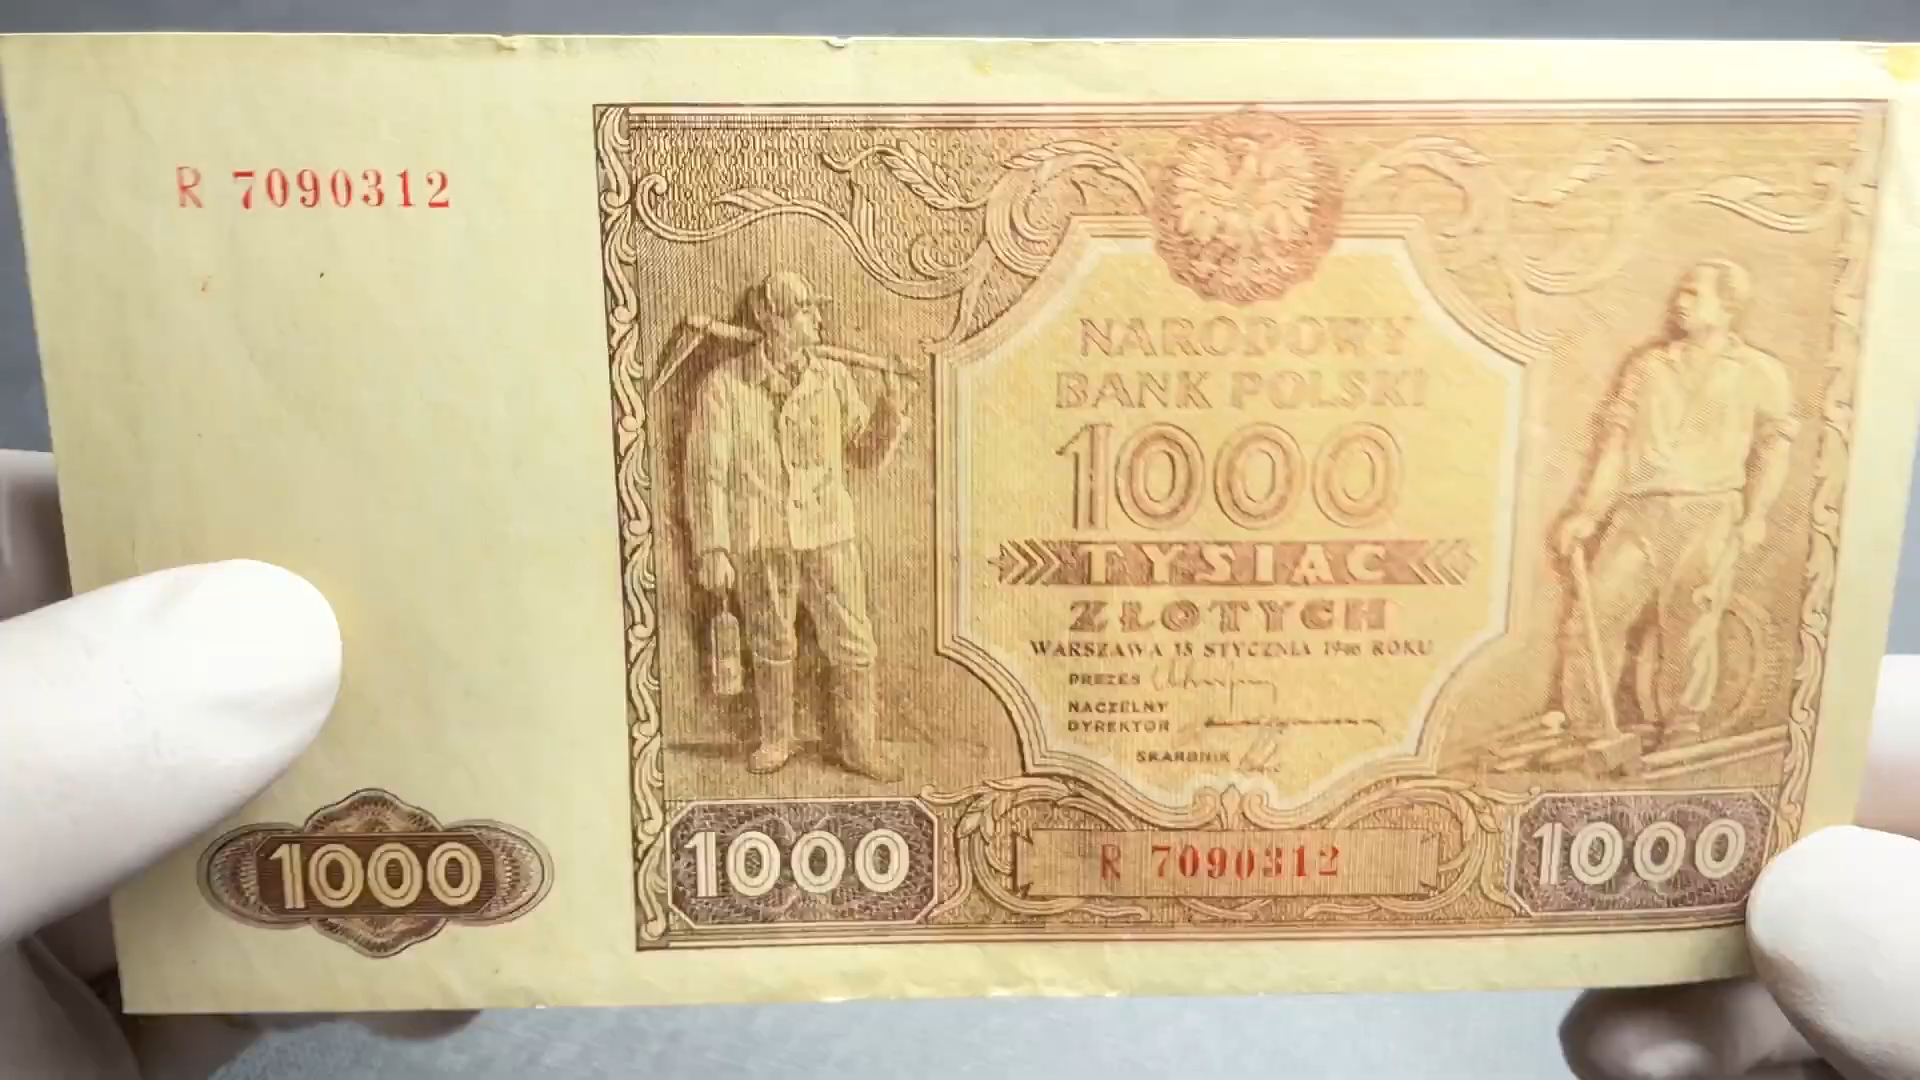 R 7090312
NARODOWY
BANK POLSKI
1000
TYSIĄC
ZŁOTYCH
WARSZAWA 15 STYCZNIA 1946 ROKU
PREZES
NACZELNY
DYREKTOR
SKARBNIK
1000
1000
R 7090312
1000